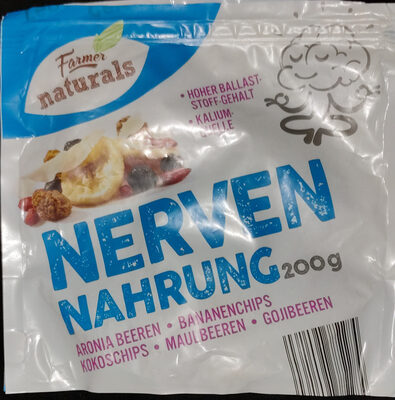 Farmer
naturals
• HOHER BALLAST-
STOFF-GEHALT
• KALIUM-
QUELLE
NERVEN
NAHRUNG 200g
ARONIA BEEREN • BANANENCHIPS
KOKOSCHIPS • MAULBEEREN • GOJIBEEREN